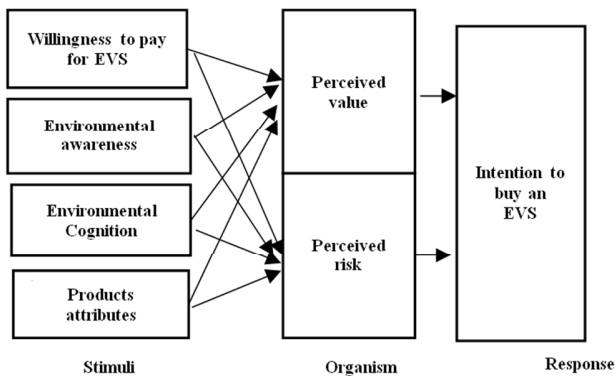 Willingness to pay
for EVS
Environmental
awareness
Environmental
Cognition
Products
attributes
Perceived
value
Perceived
risk
Intention to
buy an
EVS
Stimuli
Organism
Response